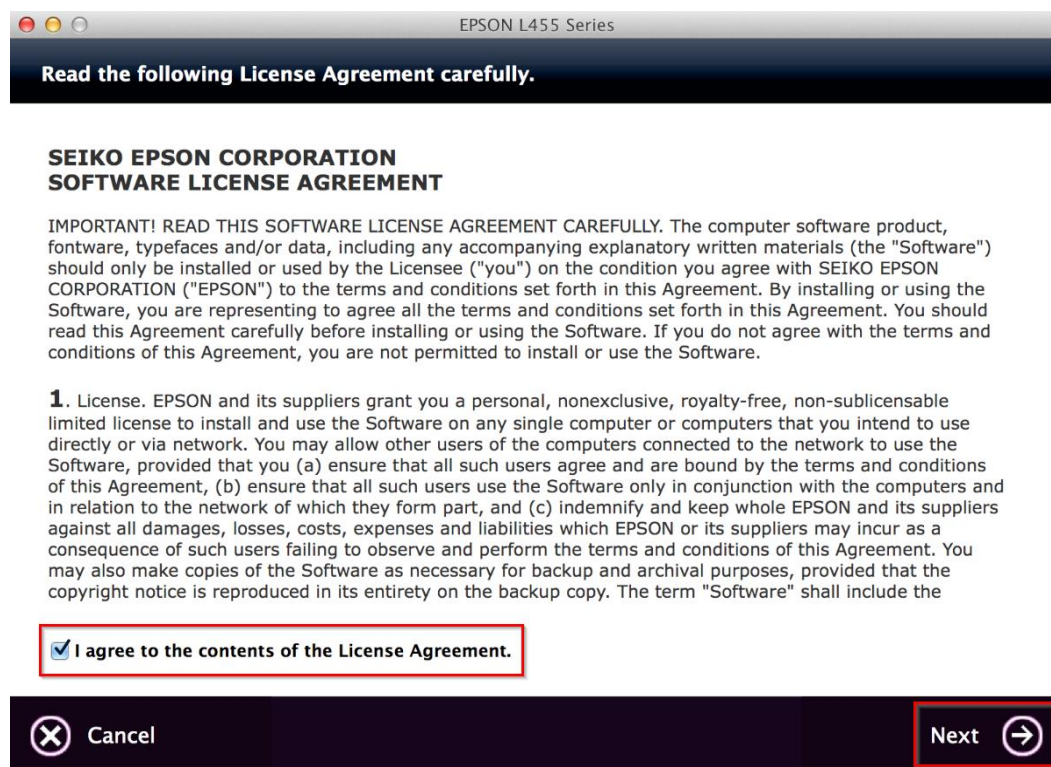 EPSON L455 Series
Read the following License Agreement carefully.
SEIKO EPSON CORPORATION
SOFTWARE LICENSE AGREEMENT
IMPORTANT! READ THIS SOFTWARE LICENSE AGREEMENT CAREFULLY. The computer software product,
fontware, typefaces and/or data, including any accompanying explanatory written materials (the "Software")
should only be installed or used by the Licensee ("you") on the condition you agree with SEIKO EPSON
CORPORATION ("EPSON") to the terms and conditions set forth in this Agreement. By installing or using the
Software, you are representing to agree all the terms and conditions set forth in this Agreement. You should
read this Agreement carefully before installing or using the Software. If you do not agree with the terms and
conditions of this Agreement, you are not permitted to install or use the Software.
1. License. EPSON and its suppliers grant you a personal, nonexclusive, royalty-free, non-sublicensable
limited license to install and use the Software on any single computer or computers that you intend to use
directly or via network. You may allow other users of the computers connected to the network to use the
Software, provided that you (a) ensure that all such users agree and are bound by the terms and conditions
of this Agreement, (b) ensure that all such users use the Software only in conjunction with the computers and
in relation to the network of which they form part, and (c) indemnify and keep whole EPSON and its suppliers
against all damages, losses, costs, expenses and liabilities which EPSON or its suppliers may incur as a
consequence of such users failing to observe and perform the terms and conditions of this Agreement. You
may also make copies of the Software as necessary for backup and archival purposes, provided that the
copyright notice is reproduced in its entirety on the backup copy. The term "Software" shall include the
I agree to the contents of the License Agreement.
Cancel
Next